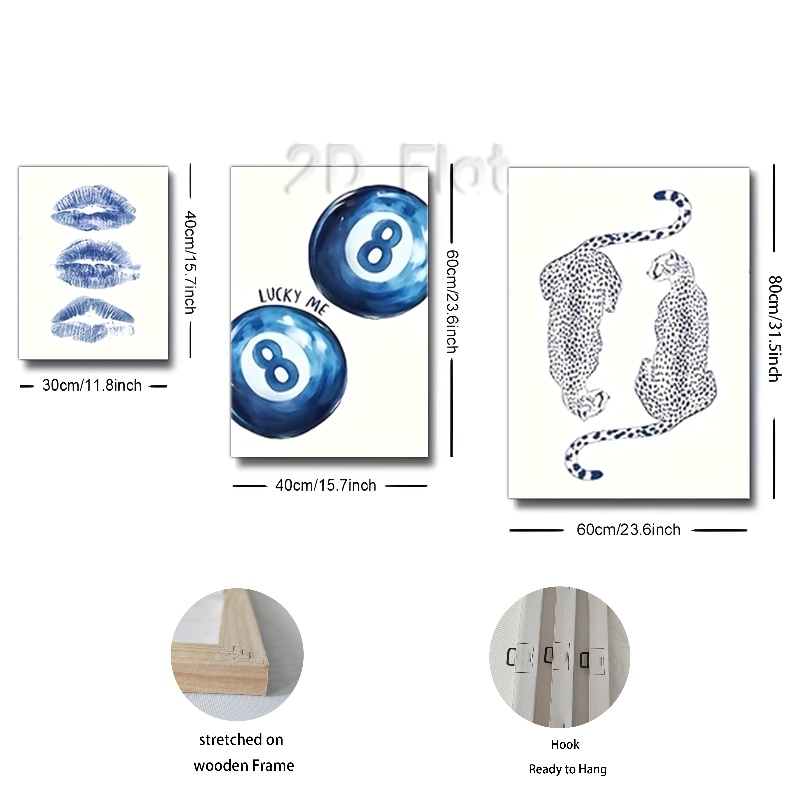 2D Flat
40cm/15.7inch
30cm/11.8inch
LUCKY ME
8
8
60cm/23.6inch
40cm/15.7inch
80cm/31.5inch
60cm/23.6inch
stretched on
wooden Frame
Hook
Ready to Hang